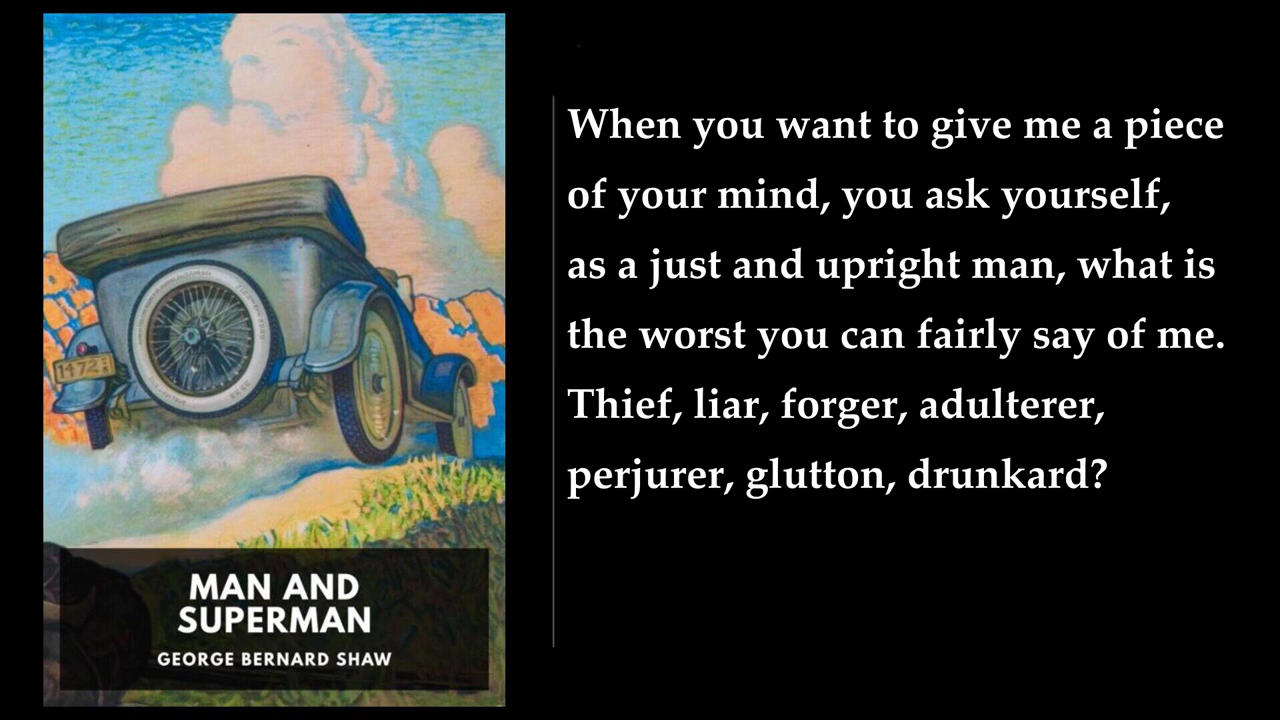 When you want to give me a piece
of your mind, you ask yourself,
as a just and upright man, what is
the worst you can fairly say of me.
Thief, liar, forger, adulterer,
perjurer, glutton, drunkard?
1472
MAN AND
SUPERMAN
GEORGE BERNARD SHAW